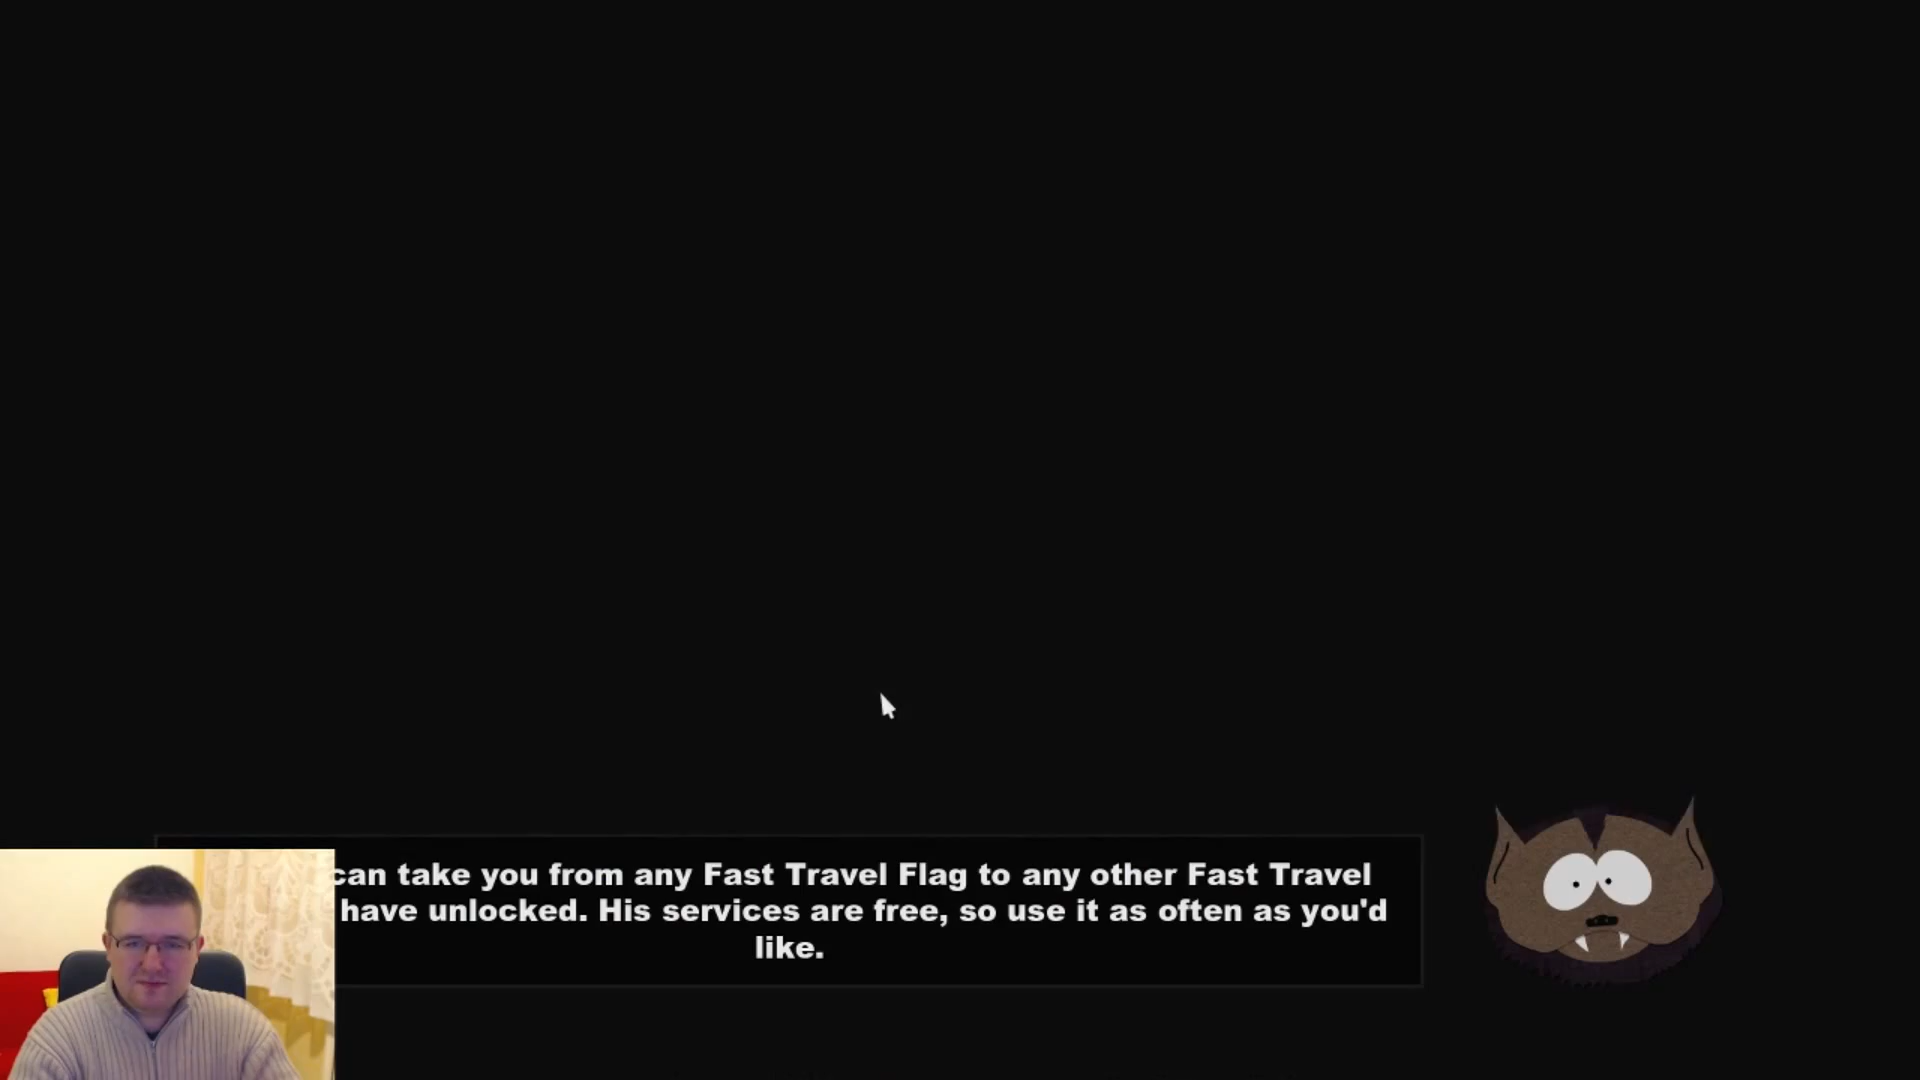 can take you from any Fast Travel Flag to any other Fast Travel
have unlocked. His services are free, so use it as often as you'd
like.